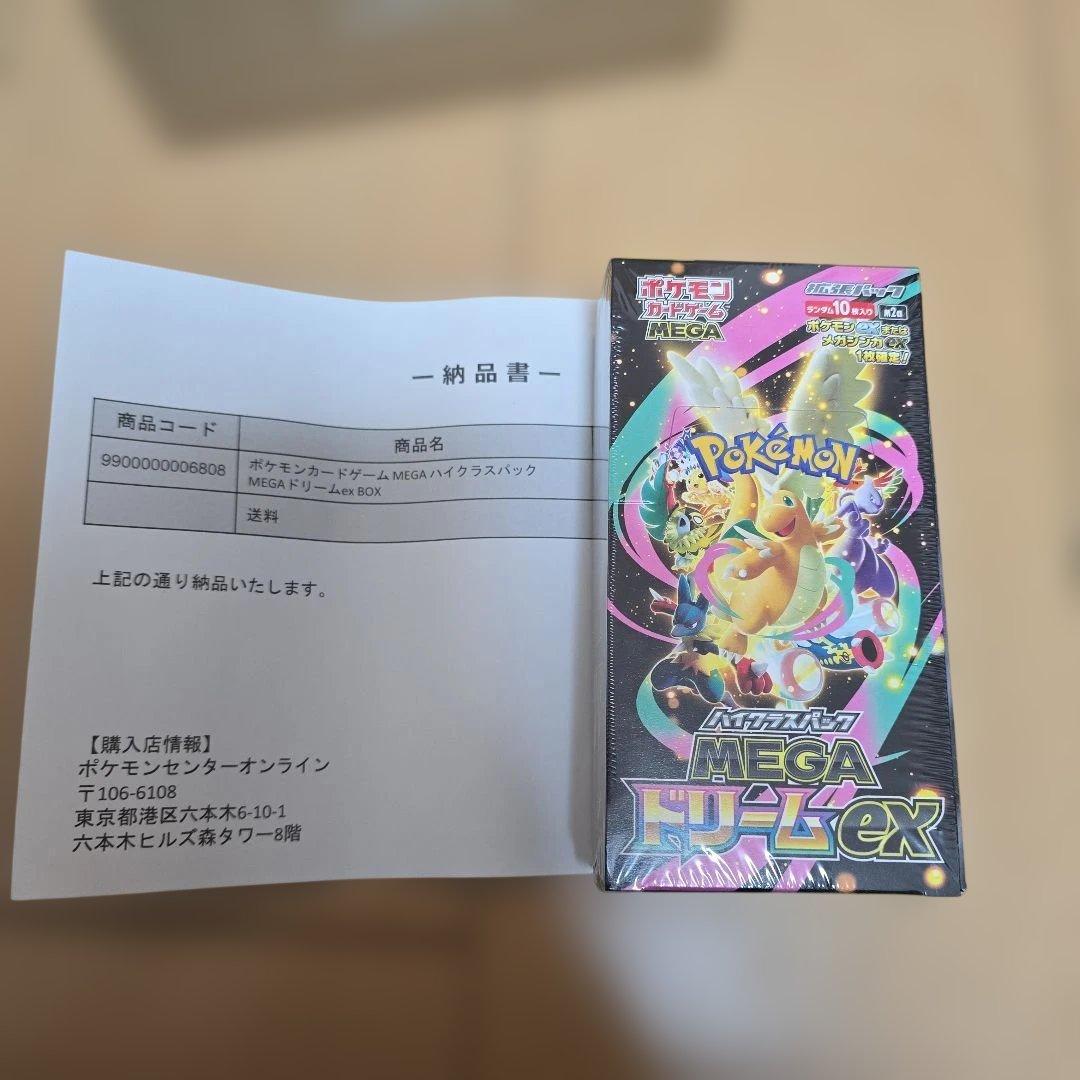 ー納品書ー
商品コード
商品名
9900000006808
ポケモンカードゲーム MEGA ハイクラスパック
MEGAドリームex BOX
送料
上記の通り納品いたします。
【購入店情報】
ポケモンセンターオンライン
〒106-6108
東京都港区六本木6-10-1
六本木ヒルズ森タワー8階
ポケモン
カードゲーム
MEGA
拡張パック
ランダム10枚入り
ポケモンexまたは
メガシンカex
1枚確定!
POKéMON
ハイクラスパック
MEGA
ドリームex